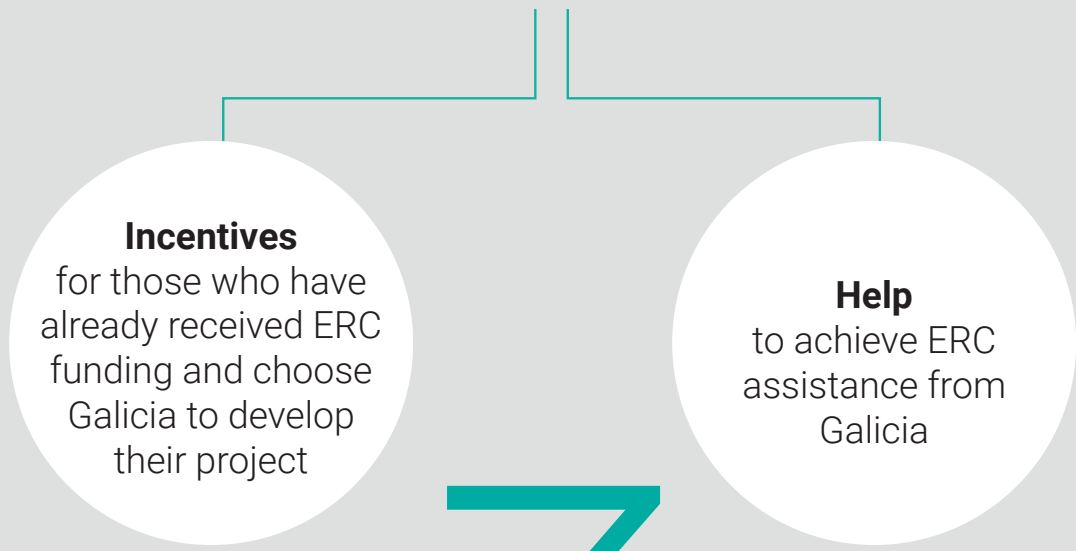 Incentives
for those who have
already received ERC
funding and choose
Galicia to develop
their project
Help
to achieve ERC
assistance from
Galicia